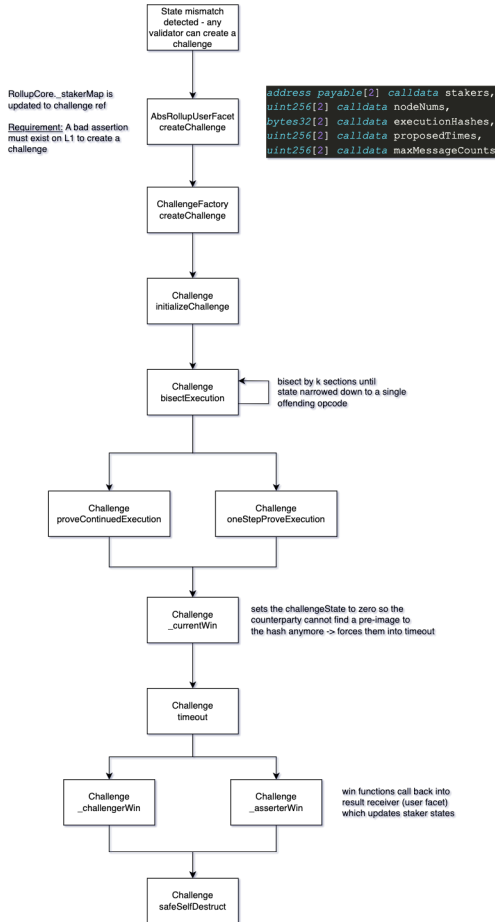 State mismatch
detected - any
validator can create a
challenge
RollupCore._stakerMap is
updated to challenge ref
Requirement: A bad assertion
must exist on L1 to create a
challenge
AbsRollupUserFacet
createChallenge
address payable[2] calldata stakers,
uint256[2] calldata nodeNums,
bytes32[2] calldata executionHashes,
uint256[2] calldata proposedTimes,
uint256[2] calldata maxMessageCounts
ChallengeFactory
createChallenge
Challenge
initializeChallenge
Challenge
bisectExecution
bisect by k sections until
state narrowed down to a single
offending opcode
Challenge
proveContinuedExecution
Challenge
oneStepProveExecution
Challenge
_currentWin
sets the challengeState to zero so the
counterparty cannot find a pre-image to
the hash anymore -> forces them into timeout
Challenge
timeout
Challenge
_challengerWin
Challenge
_asserterWin
win functions call back into
result receiver (user facet)
which updates staker states
Challenge
safeSelfDestruct